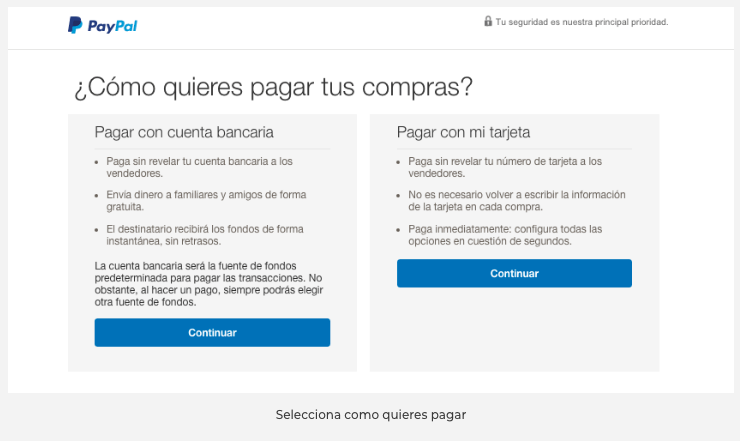 PayPal
Tu seguridad es nuestra principal prioridad.
¿Cómo quieres pagar tus compras?
Pagar con cuenta bancaria
• Paga sin revelar tu cuenta bancaria a los
vendedores.
• Envía dinero a familiares y amigos de forma
gratuita.
• El destinatario recibirá los fondos de forma
instantánea, sin retrasos.
La cuenta bancaria será la fuente de fondos
predeterminada para pagar las transacciones. No
obstante, al hacer un pago, siempre podrás elegir
otra fuente de fondos.
Continuar
Pagar con mi tarjeta
• Paga sin revelar tu número de tarjeta a los
vendedores.
• No es necesario volver a escribir la información
de la tarjeta en cada compra.
• Paga inmediatamente: configura todas las
opciones en cuestión de segundos.
Continuar
Selecciona como quieres pagar